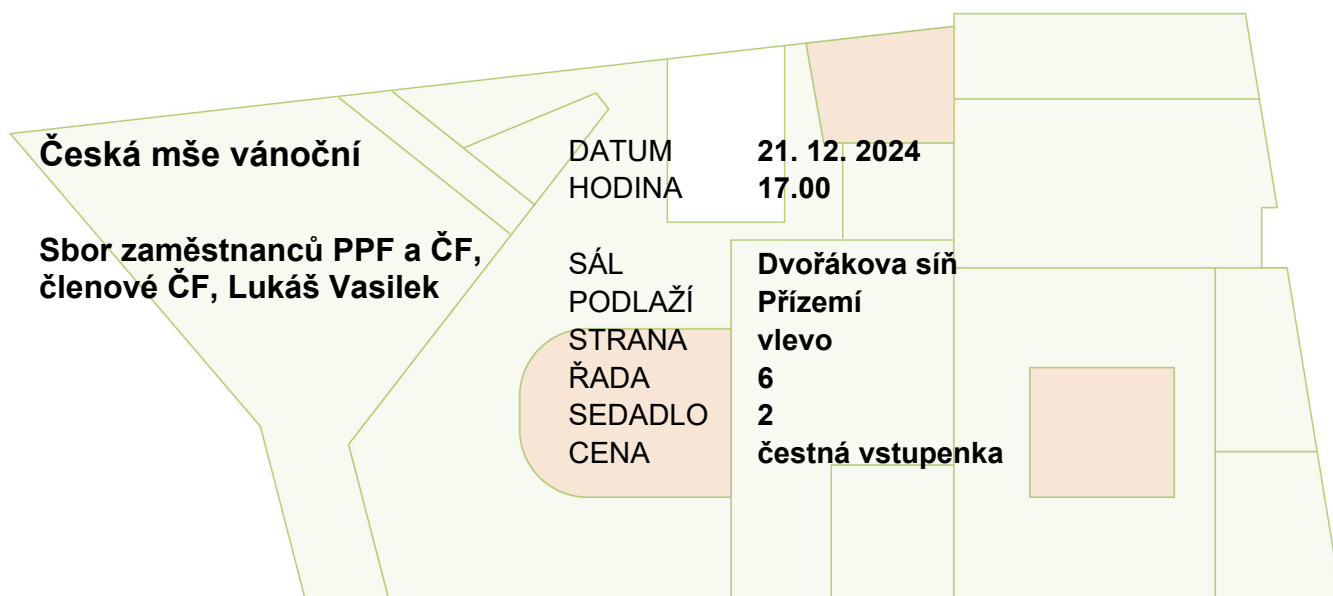 Česká mše vánoční
Sbor zaměstnanců PPF a ČF,
členové ČF, Lukáš Vasilek
DATUM 21. 12. 2024
HODINA 17.00
SÁL Dvořákova síň
PODLAŽÍ Přízemí
STRANA vlevo
ŘADA 6
SEDADLO 2
CENA čestná vstupenka